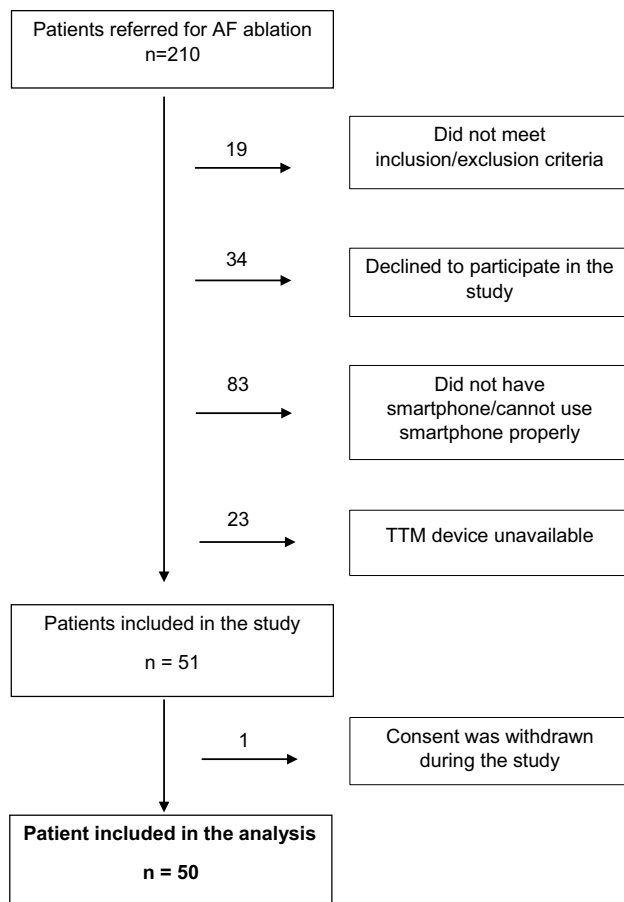 Patients referred for AF ablation
n=210
19
Did not meet
inclusion/exclusion criteria
34
Declined to participate in the
study
83
Did not have
smartphone/cannot use
smartphone properly
23
TTM device unavailable
Patients included in the study
n = 51
1
Consent was withdrawn
during the study
Patient included in the analysis
n = 50